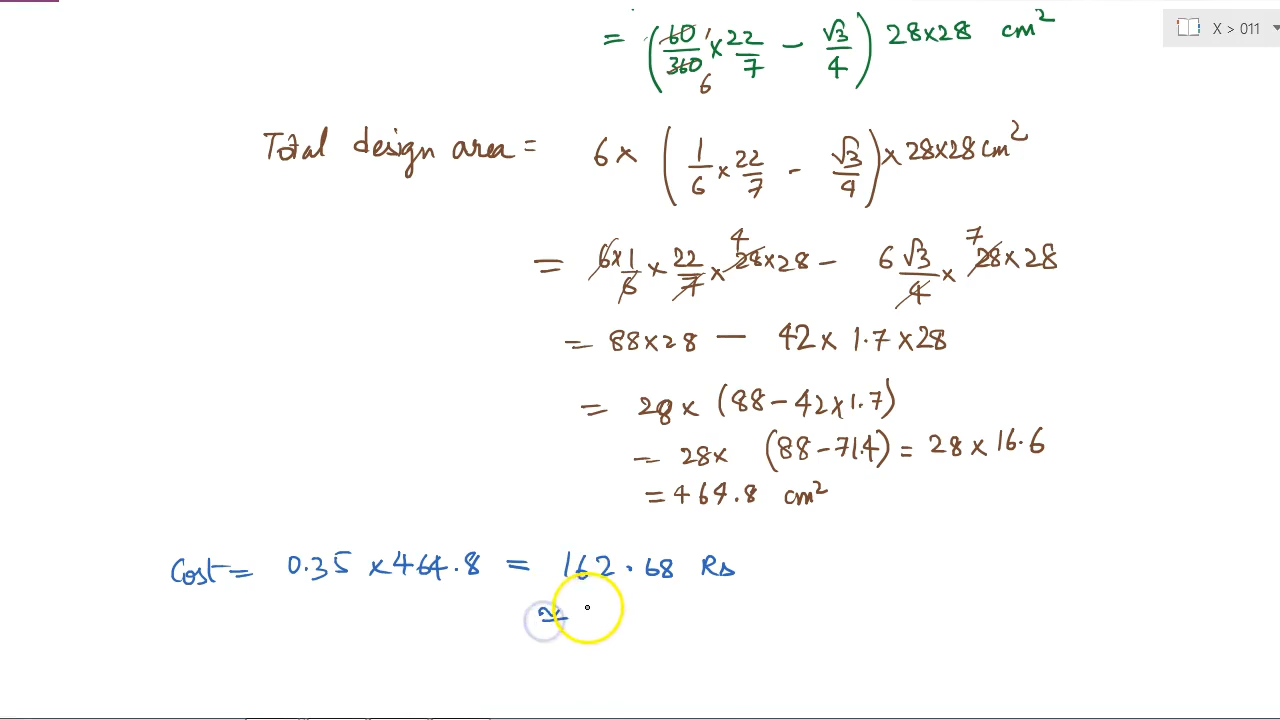 = (60/360 × 22/7 − √3/4) 28×28 cm² X > 011
1
6
Total design area = 6 × (1/6 × 22/7 − √3/4) × 28×28 cm²
= 6×1/6 × 22/7 × 28×28 − 6√3/4 × 28×28
4 7
= 88×28 − 42 × 1.7 × 28
= 28 × (88 − 42×1.7)
= 28× (88−71.4) = 28 × 16.6
= 464.8 cm²
Cost = 0.35 × 464.8 = 162.68 Rs
≃